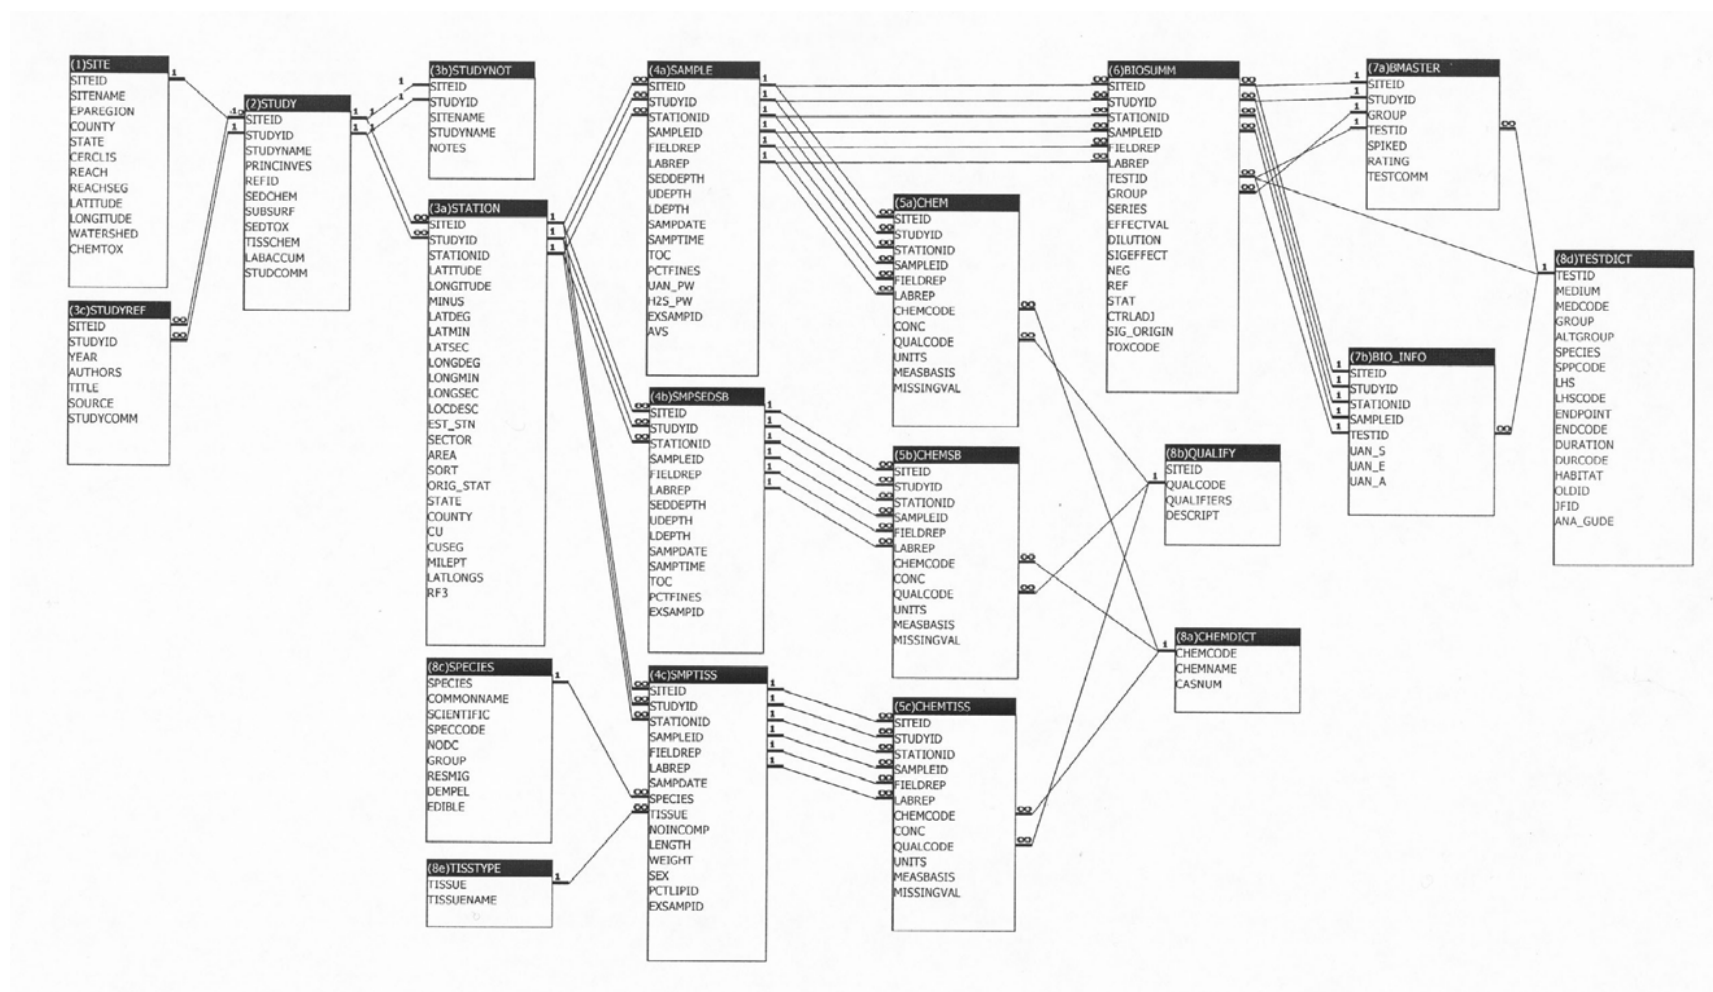 (1)SITE
SITEID
SITENAME
EPAREGION
COUNTY
STATE
CERCLIS
REACH
REACHSEG
LATITUDE
LONGITUDE
WATERSHED
CHEMTOX
(3c)STUDYREF
SITEID
STUDYID
YEAR
AUTHORS
TITLE
SOURCE
STUDYCOMM
(2)STUDY
SITEID
STUDYID
STUDYNAME
PRINCINVES
REFID
SEDCHEM
SUBSURF
SEDTOX
TISSCHEM
LABACCUM
STUDCOMM
(3b)STUDYNOT
SITEID
STUDYID
SITENAME
STUDYNAME
NOTES
(3a)STATION
SITEID
STUDYID
STATIONID
LATITUDE
LONGITUDE
MINUS
LATDEG
LATMIN
LATSEC
LONGDEG
LONGMIN
LONGSEC
LOCDESC
EST_STN
SECTOR
AREA
SORT
ORIG_STAT
STATE
COUNTY
CU
CUSEG
MILEPT
LATLONGS
RF3
(8c)SPECIES
SPECIES
COMMONNAME
SCIENTIFIC
SPECCODE
NODC
GROUP
RESMIG
DEMPEL
EDIBLE
(8e)TISSTYPE
TISSUE
TISSUENAME
(4a)SAMPLE
SITEID
STUDYID
STATIONID
SAMPLEID
FIELDREP
LABREP
SEDDEPTH
UDEPTH
LDEPTH
SAMPDATE
SAMPTIME
TOC
PCTFINES
UAN_PW
H2S_PW
EXSAMPID
AVS
(4b)SMPSEDSB
SITEID
STUDYID
STATIONID
SAMPLEID
FIELDREP
LABREP
SEDDEPTH
UDEPTH
LDEPTH
SAMPDATE
SAMPTIME
TOC
PCTFINES
EXSAMPID
(4c)SMPTISS
SITEID
STUDYID
STATIONID
SAMPLEID
FIELDREP
LABREP
SAMPDATE
SPECIES
TISSUE
NOINCOMP
LENGTH
WEIGHT
SEX
PCTLIPID
EXSAMPID
(5a)CHEM
SITEID
STUDYID
STATIONID
SAMPLEID
FIELDREP
LABREP
CHEMCODE
CONC
QUALCODE
UNITS
MEASBASIS
MISSINGVAL
(5b)CHEMSB
SITEID
STUDYID
STATIONID
SAMPLEID
FIELDREP
LABREP
CHEMCODE
CONC
QUALCODE
UNITS
MEASBASIS
MISSINGVAL
(5c)CHEMTISS
SITEID
STUDYID
STATIONID
SAMPLEID
FIELDREP
LABREP
CHEMCODE
CONC
QUALCODE
UNITS
MEASBASIS
MISSINGVAL
(6)BIOSUMM
SITEID
STUDYID
STATIONID
SAMPLEID
FIELDREP
LABREP
TESTID
GROUP
SERIES
EFFECTVAL
DILUTION
SIGEFFECT
NEG
REF
STAT
CTRLADJ
SIG_ORIGIN
TOXCODE
(8b)QUALIFY
SITEID
QUALCODE
QUALIFIERS
DESCRIPT
(8a)CHEMDICT
CHEMCODE
CHEMNAME
CASNUM
(7a)BMASTER
SITEID
STUDYID
GROUP
TESTID
SPIKED
RATING
TESTCOMM
(7b)BIO_INFO
SITEID
STUDYID
STATIONID
SAMPLEID
TESTID
UAN_S
UAN_E
UAN_A
(8d)TESTDICT
TESTID
MEDIUM
MEDCODE
GROUP
ALTGROUP
SPECIES
SPPCODE
LHS
LHSCODE
ENDPOINT
ENDCODE
DURATION
DURCODE
HABITAT
OLDID
JFID
ANA_GUDE